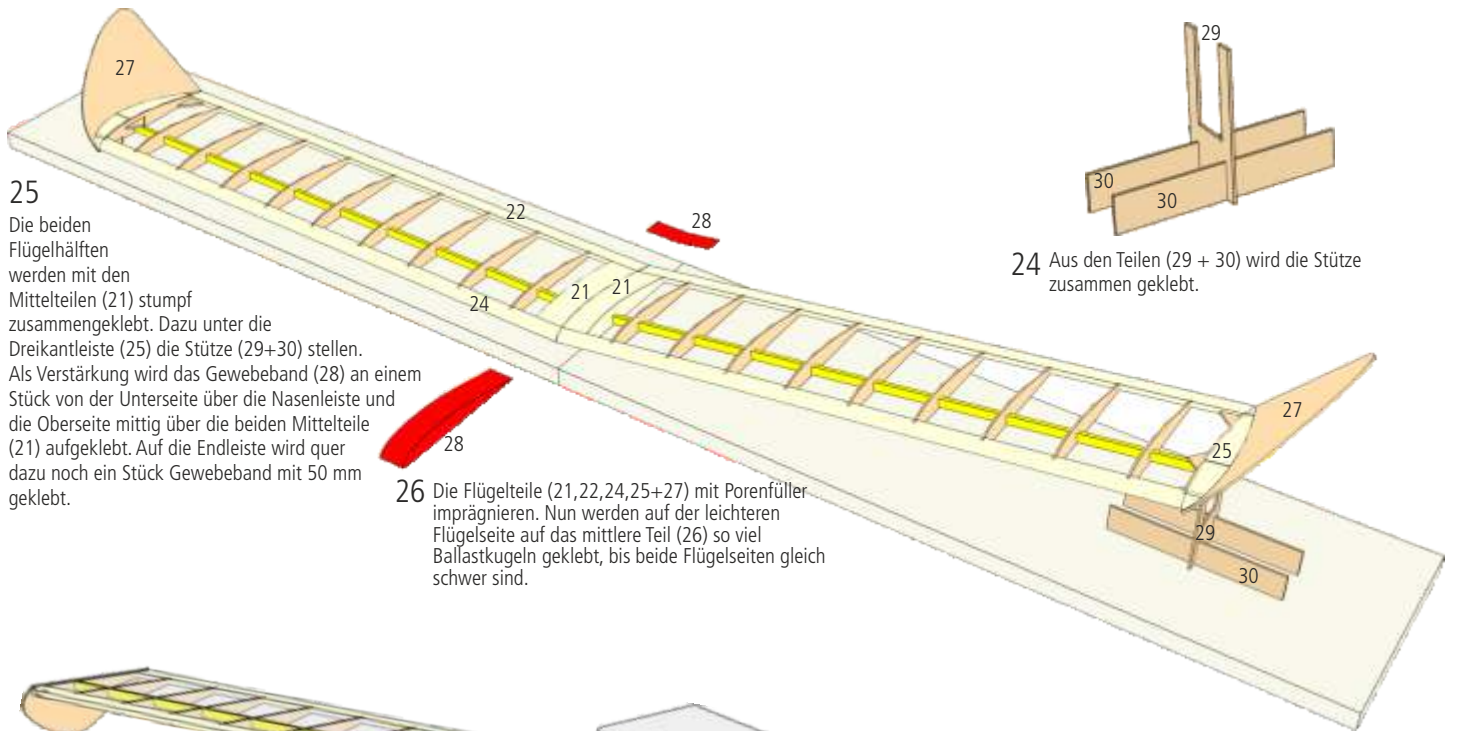 27
29
30
30
24 Aus den Teilen (29 + 30) wird die Stütze
zusammen geklebt.
22
28
21
21
24
25
Die beiden
Flügelhälften
werden mit den
Mittelteilen (21) stumpf
zusammengeklebt. Dazu unter die
Dreikantleiste (25) die Stütze (29+30) stellen.
Als Verstärkung wird das Gewebeband (28) an einem
Stück von der Unterseite über die Nasenleiste und
die Oberseite mittig über die beiden Mittelteile
(21) aufgeklebt. Auf die Endleiste wird quer
dazu noch ein Stück Gewebeband mit 50 mm
geklebt.
28
27
25
26 Die Flügelteile (21,22,24,25+27) mit Porenfüller
imprägnieren. Nun werden auf der leichteren
Flügelseite auf das mittlere Teil (26) so viel
Ballastkugeln geklebt, bis beide Flügelseiten gleich
schwer sind.
29
30